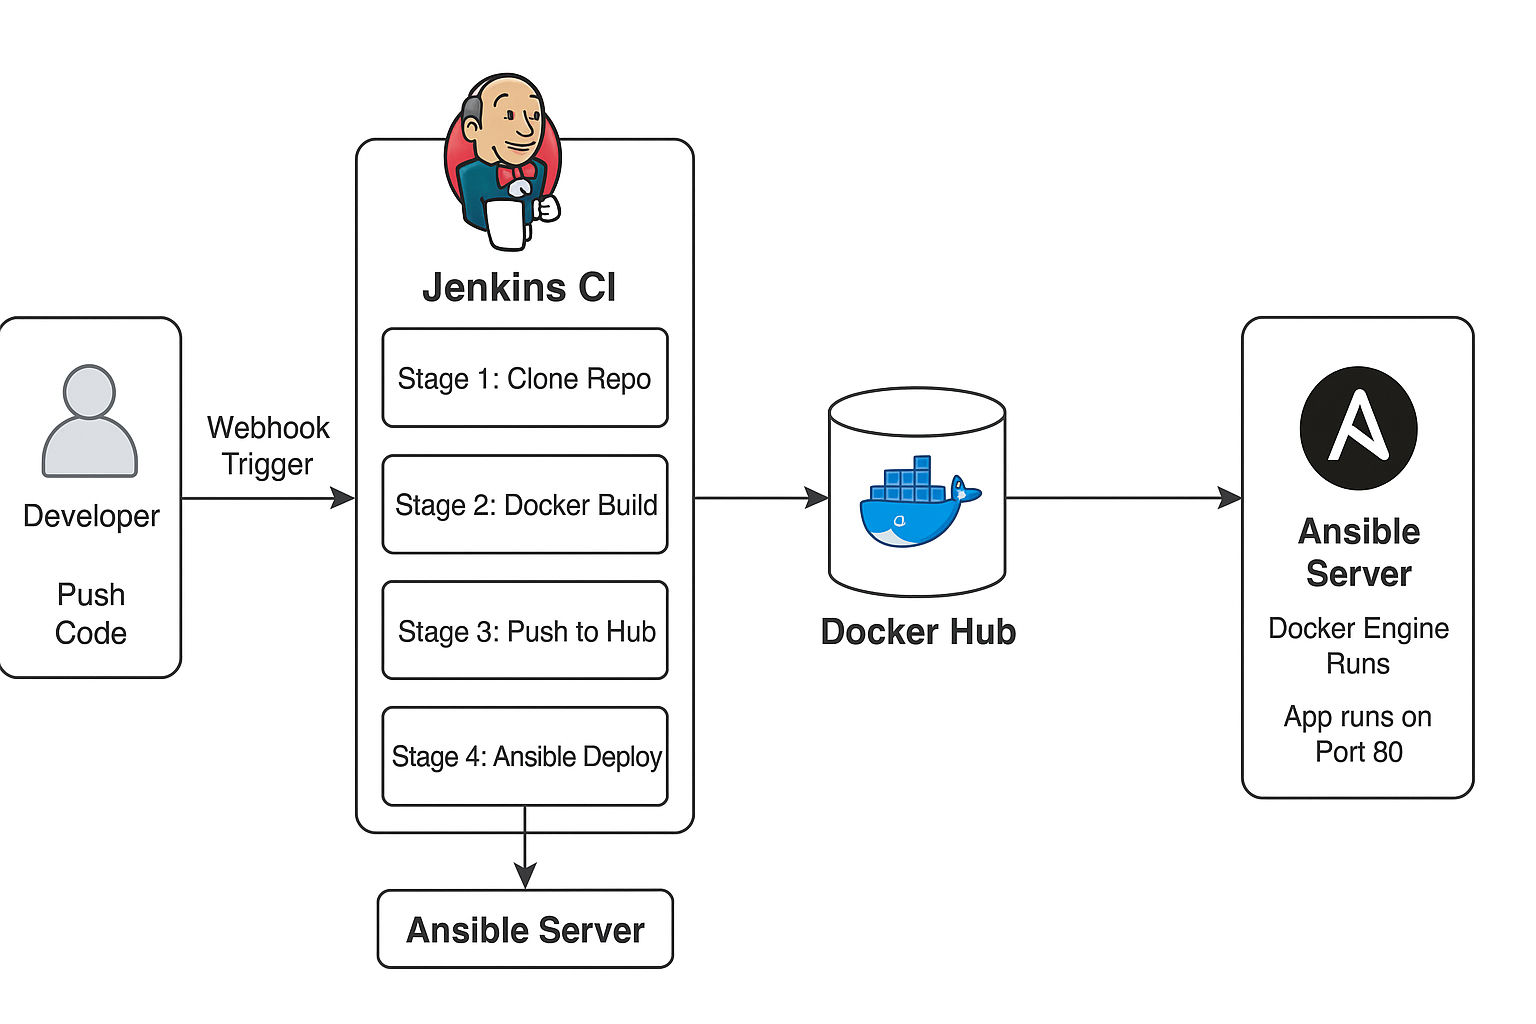 Developer
Push
Code
Webhook
Trigger
Jenkins CI
Stage 1: Clone Repo
Stage 2: Docker Build
Stage 3: Push to Hub
Stage 4: Ansible Deploy
Ansible Server
Docker Hub
Ansible
Server
Docker Engine
Runs
App runs on
Port 80